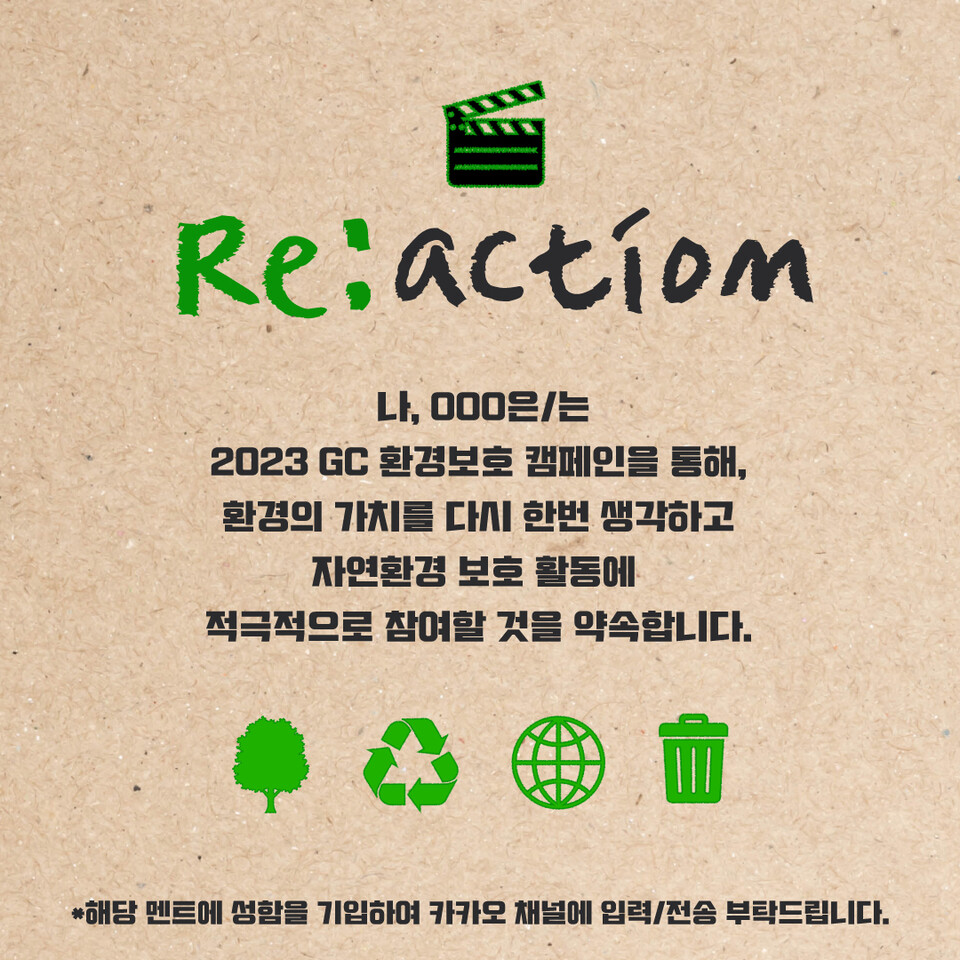 Re:action
나, OOO은/는
2023 GC 환경보호 캠페인을 통해,
환경의 가치를 다시 한번 생각하고
자연환경 보호 활동에
적극적으로 참여할 것을 약속합니다.
*해당 멘트에 성함을 기입하여 카카오 채널에 입력/전송 부탁드립니다.